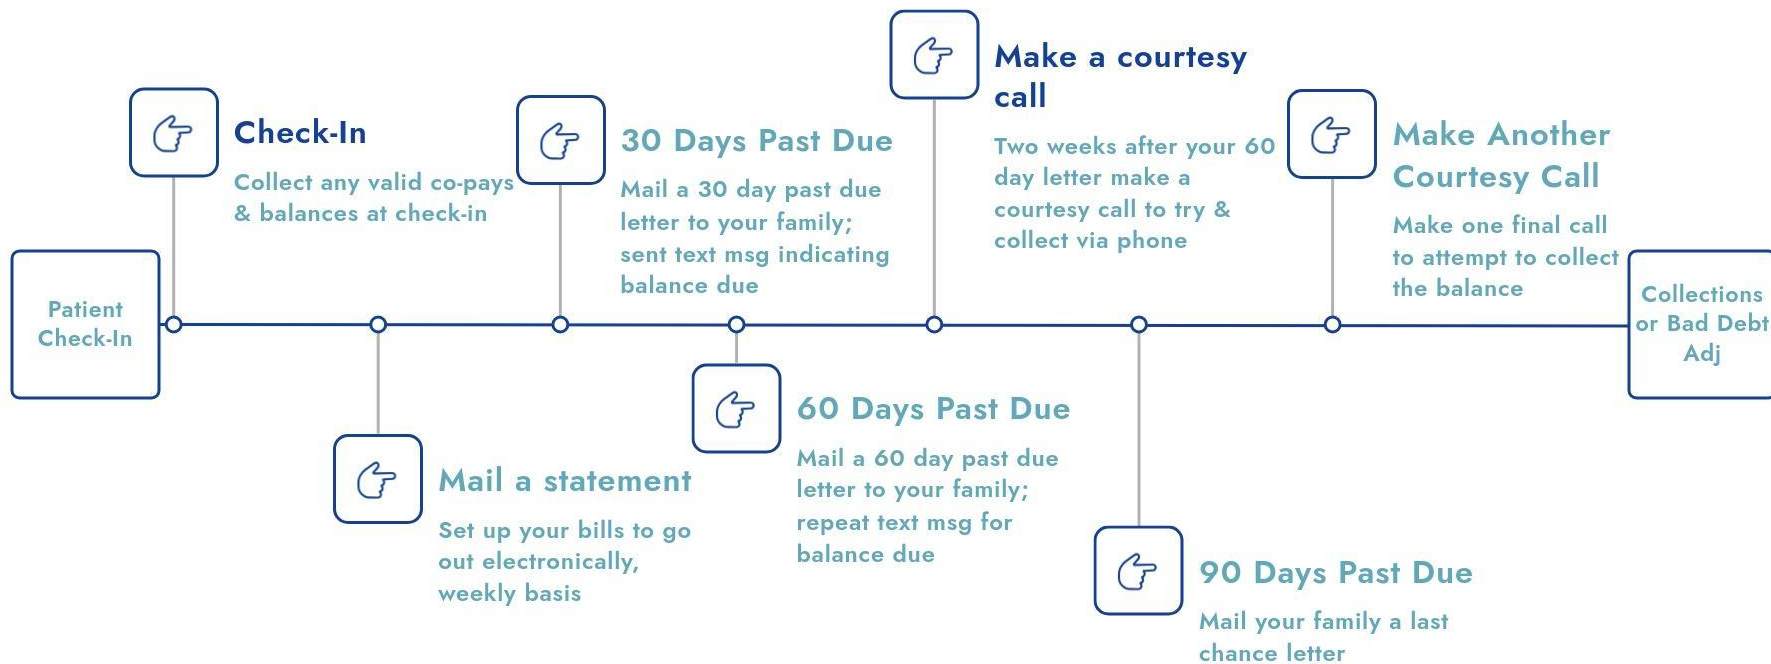 Patient
Check-In
Check-In
Collect any valid co-pays
& balances at check-in
Mail a statement
Set up your bills to go
out electronically,
weekly basis
30 Days Past Due
Mail a 30 day past due
letter to your family;
sent text msg indicating
balance due
60 Days Past Due
Mail a 60 day past due
letter to your family;
repeat text msg for
balance due
Make a courtesy
call
Two weeks after your 60
day letter make a
courtesy call to try &
collect via phone
90 Days Past Due
Mail your family a last
chance letter
Make Another
Courtesy Call
Make one final call
to attempt to collect
the balance
Collections
or Bad Debt
Adj